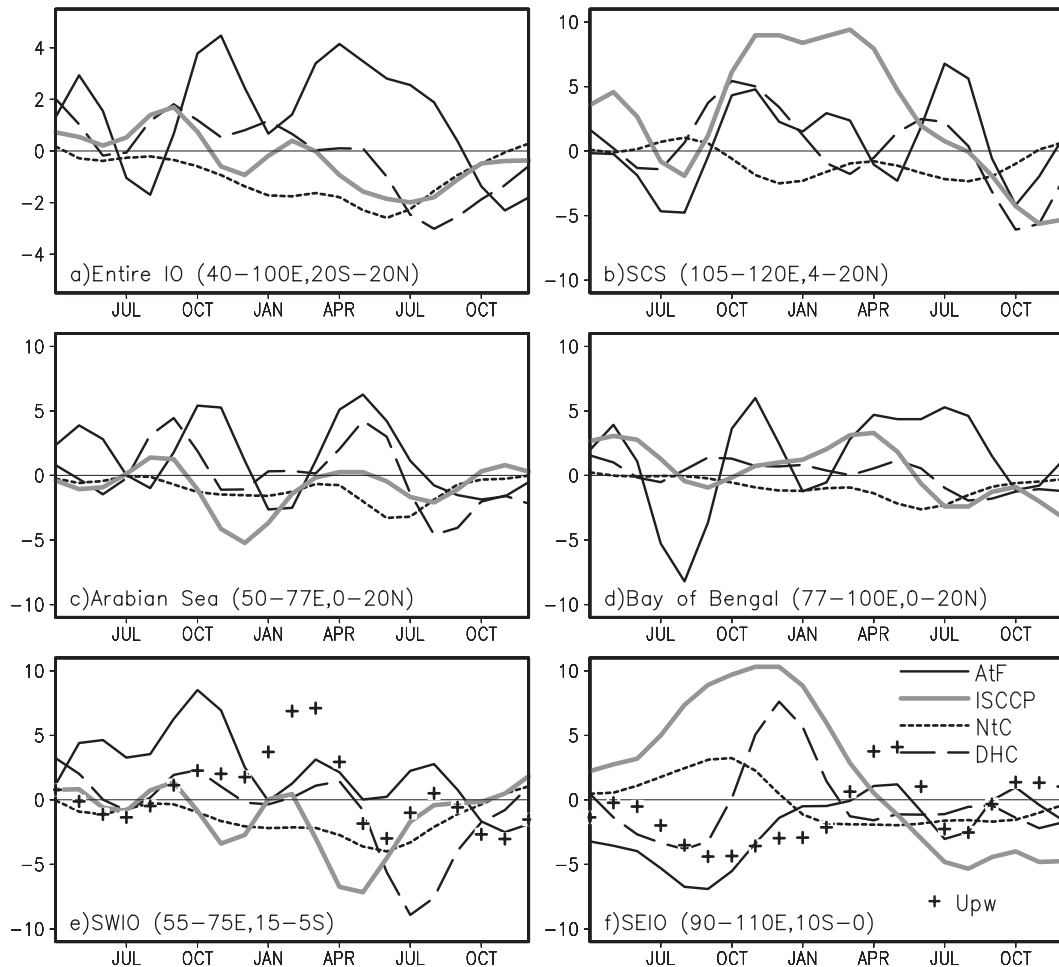 4
2
0
-2
-4
a)Entire IO (40-100E,20S-20N)
JUL OCT JAN APR JUL OCT
10
5
0
-5
-10
b)SCS (105-120E,4-20N)
JUL OCT JAN APR JUL OCT
10
5
0
-5
-10
c)Arabian Sea (50-77E,0-20N)
JUL OCT JAN APR JUL OCT
10
5
0
-5
-10
d)Bay of Bengal (77-100E,0-20N)
JUL OCT JAN APR JUL OCT
10
5
0
-5
-10
e)SWIO (55-75E,15-5S)
JUL OCT JAN APR JUL OCT
10
5
0
-5
-10
AtF
ISCCP
NtC
DHC
+ Upw
f)SEIO (90-110E,10S-0)
JUL OCT JAN APR JUL OCT